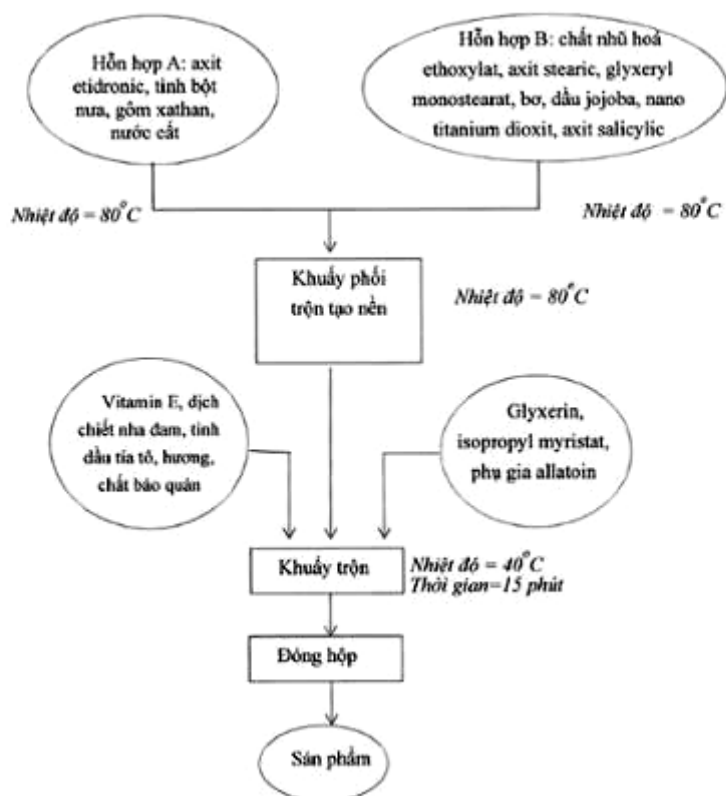 Hỗn hợp A: axit
etidronic, tinh bột
nưa, gôm xathan,
nước cất
Hỗn hợp B: chất nhũ hoá
ethoxylat, axit stearic, glyxeryl
monostearat, bơ, dầu jojoba, nano
titanium dioxit, axit salicylic
Nhiệt độ = 80°C
Nhiệt độ = 80°C
Khuấy phối
trộn tạo nền
Nhiệt độ = 80°C
Vitamin E, dịch
chiết nha đam, tinh
dầu tía tô, hương,
chất bảo quản
Glyxerin,
isopropyl myristat,
phụ gia allatoin
Khuấy trộn
Nhiệt độ = 40°C
Thời gian=15 phút
Đóng hộp
Sản phẩm